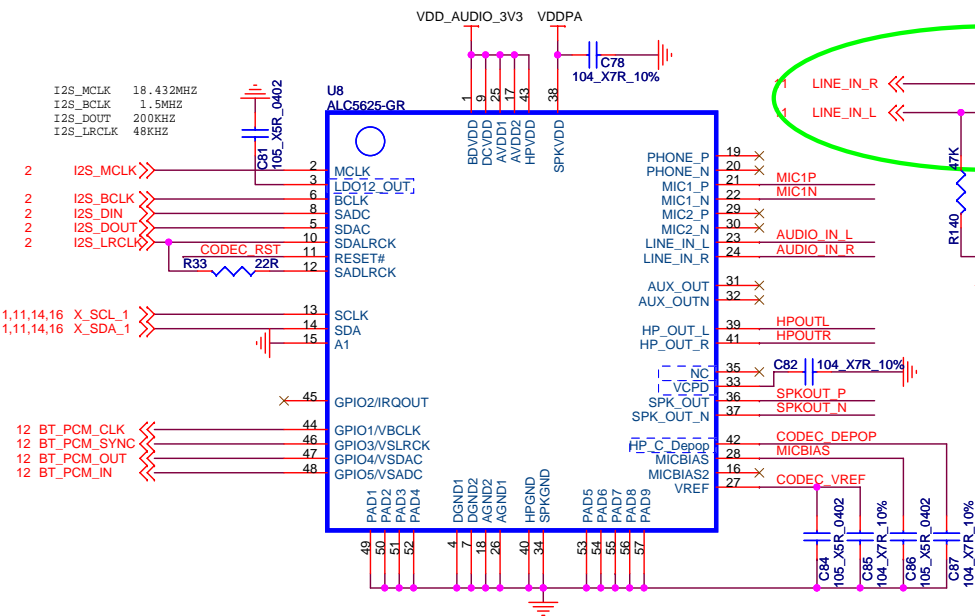 VDD_AUDIO_3V3 VDDPA
C78
104_X7R_10%
I2S_MCLK 18.432MHZ
I2S_BCLK 1.5MHZ
I2S_DOUT 200KHZ
I2S_LRCLK 48KHZ
C81
105_X5R_0402
U8
ALC5625-GR
1 BDVDD
9 DCVDD
25 AVDD1
17 AVDD2
43 HPVDD
38 SPKVDD
1 LINE_IN_R
1 LINE_IN_L
47K
R140
2 I2S_MCLK 2 MCLK
3 LDO12_OUT
2 I2S_BCLK 6 BCLK
2 I2S_DIN 8 SADC
2 I2S_DOUT 5 SDAC
2 I2S_LRCLK 10 SDALRCK
CODEC_RST 11 RESET#
R33 22R 12 SADLRCK
1,11,14,16 X_SCL_1 13 SCLK
1,11,14,16 X_SDA_1 14 SDA
15 A1
45 GPIO2/IRQOUT
12 BT_PCM_CLK 44 GPIO1/VBCLK
12 BT_PCM_SYNC 46 GPIO3/VSLRCK
12 BT_PCM_OUT 47 GPIO4/VSDAC
12 BT_PCM_IN 48 GPIO5/VSADC
PHONE_P 19
PHONE_N 20
MIC1_P 21 MIC1P
MIC1_N 22 MIC1N
MIC2_P 29
MIC2_N 30
LINE_IN_L 23 AUDIO_IN_L
LINE_IN_R 24 AUDIO_IN_R
AUX_OUT 31
AUX_OUTN 32
HP_OUT_L 39 HPOUTL
HP_OUT_R 41 HPOUTR
NC 35
VCPD 33
C82 104_X7R_10%
SPK_OUT 36 SPKOUT_P
SPK_OUT_N 37 SPKOUT_N
HP_C_Depop 42 CODEC_DEPOP
MICBIAS 28 MICBIAS
MICBIAS2 16
VREF 27 CODEC_VREF
PAD1 49
PAD2 50
PAD3 51
PAD4 52
DGND1 4
DGND2 7
AGND2 18
AGND1 26
HPGND 40
SPKGND 34
PAD5 53
PAD6 54
PAD7 55
PAD8 56
PAD9 57
C84
105_X5R_0402
C85
104_X7R_10%
C86
105_X5R_0402
C87
104_X7R_10%